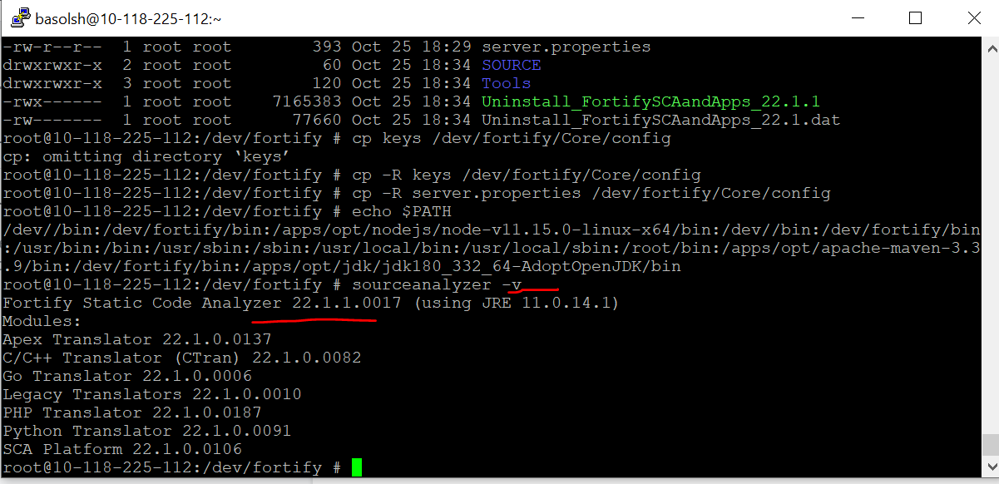 basolsh@10-118-225-112:~
-rw-r--r--  1 root root        393 Oct 25 18:29 server.properties
drwxrwxr-x  2 root root         60 Oct 25 18:34 SOURCE
drwxrwxr-x  3 root root        120 Oct 25 18:34 Tools
-rwx------  1 root root    7165383 Oct 25 18:34 Uninstall_FortifySCAandApps_22.1.1
-rw-------  1 root root      77660 Oct 25 18:34 Uninstall_FortifySCAandApps_22.1.dat
root@10-118-225-112:/dev/fortify # cp keys /dev/fortify/Core/config
cp: omitting directory ‘keys’
root@10-118-225-112:/dev/fortify # cp -R keys /dev/fortify/Core/config
root@10-118-225-112:/dev/fortify # cp -R server.properties /dev/fortify/Core/config
root@10-118-225-112:/dev/fortify # echo $PATH
/dev//bin:/dev/fortify/bin:/apps/opt/nodejs/node-v11.15.0-linux-x64/bin:/dev//bin:/dev/fortify/bin
:/usr/bin:/bin:/usr/sbin:/sbin:/usr/local/bin:/usr/local/sbin:/root/bin:/apps/opt/apache-maven-3.3
.9/bin:/dev/fortify/bin:/apps/opt/jdk/jdk180_332_64-AdoptOpenJDK/bin
root@10-118-225-112:/dev/fortify # sourceanalyzer -v
Fortify Static Code Analyzer 22.1.1.0017 (using JRE 11.0.14.1)
Modules:
Apex Translator 22.1.0.0137
C/C++ Translator (CTran) 22.1.0.0082
Go Translator 22.1.0.0006
Legacy Translators 22.1.0.0010
PHP Translator 22.1.0.0187
Python Translator 22.1.0.0091
SCA Platform 22.1.0.0106
root@10-118-225-112:/dev/fortify #